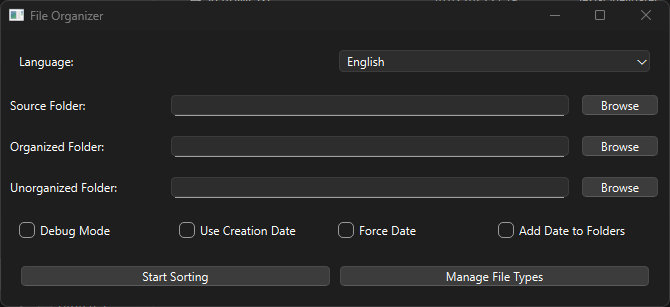 File Organizer
Language: English
Source Folder: Browse
Organized Folder: Browse
Unorganized Folder: Browse
Debug Mode Use Creation Date Force Date Add Date to Folders
Start Sorting Manage File Types